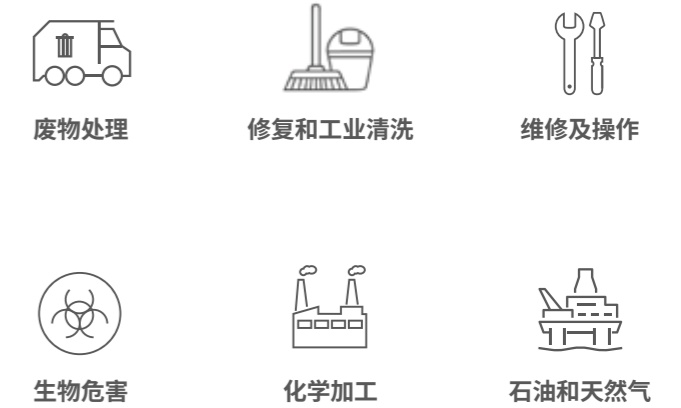 废物处理
修复和工业清洗
维修及操作
生物危害
化学加工
石油和天然气